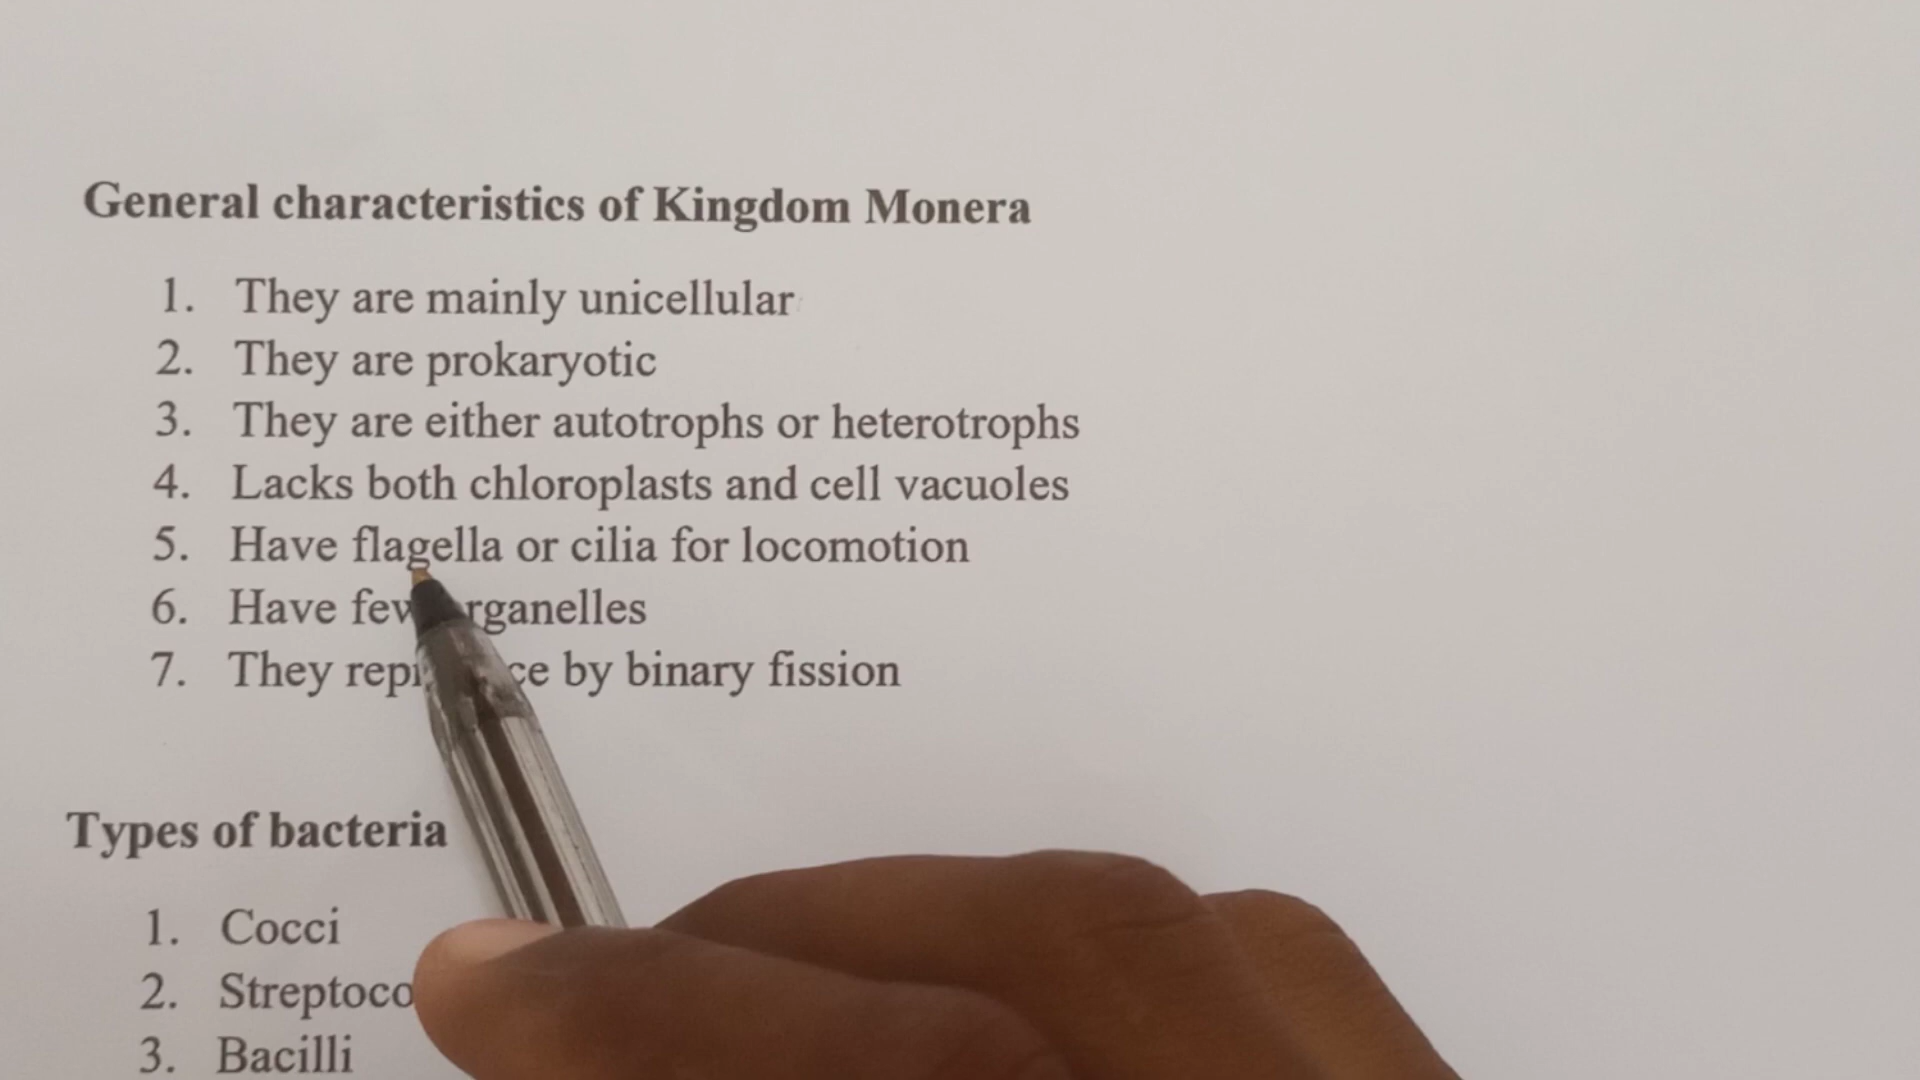 General characteristics of Kingdom Monera
1. They are mainly unicellular
2. They are prokaryotic
3. They are either autotrophs or heterotrophs
4. Lacks both chloroplasts and cell vacuoles
5. Have flagella or cilia for locomotion
6. Have few
7. They by binary fission
Types of bacteria
1. Cocci
2.
3. Bacilli